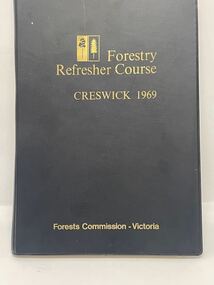 Forestry
Refresher Course
CRESWICK 1969
Forests Commission - Victoria